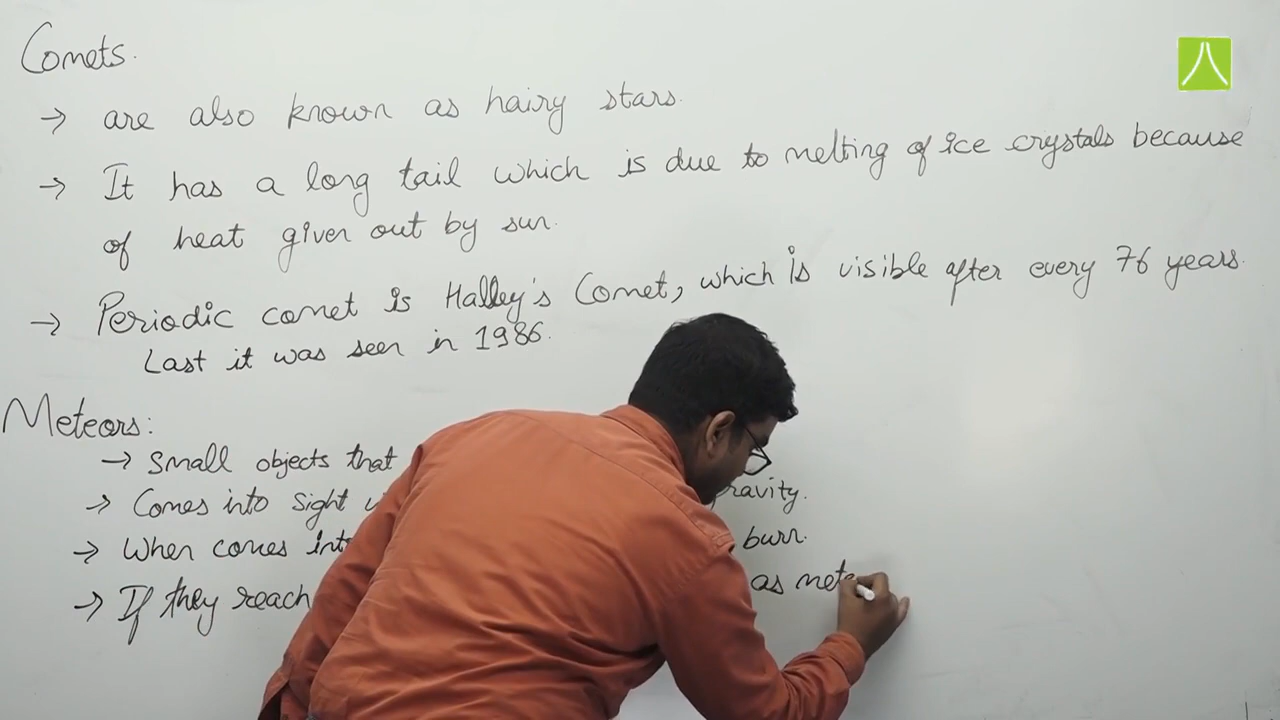 Comets.
→ are also known as hairy stars.
→ It has a long tail which is due to melting of ice crystals because
of heat given out by sun.
→ Periodic comet is Halley's Comet, which is visible after every 76 years.
Last it was seen in 1986.
Meteors:
→ Small objects that
→ Comes into sight gravity.
→ When comes into burn.
→ If they reach as mete